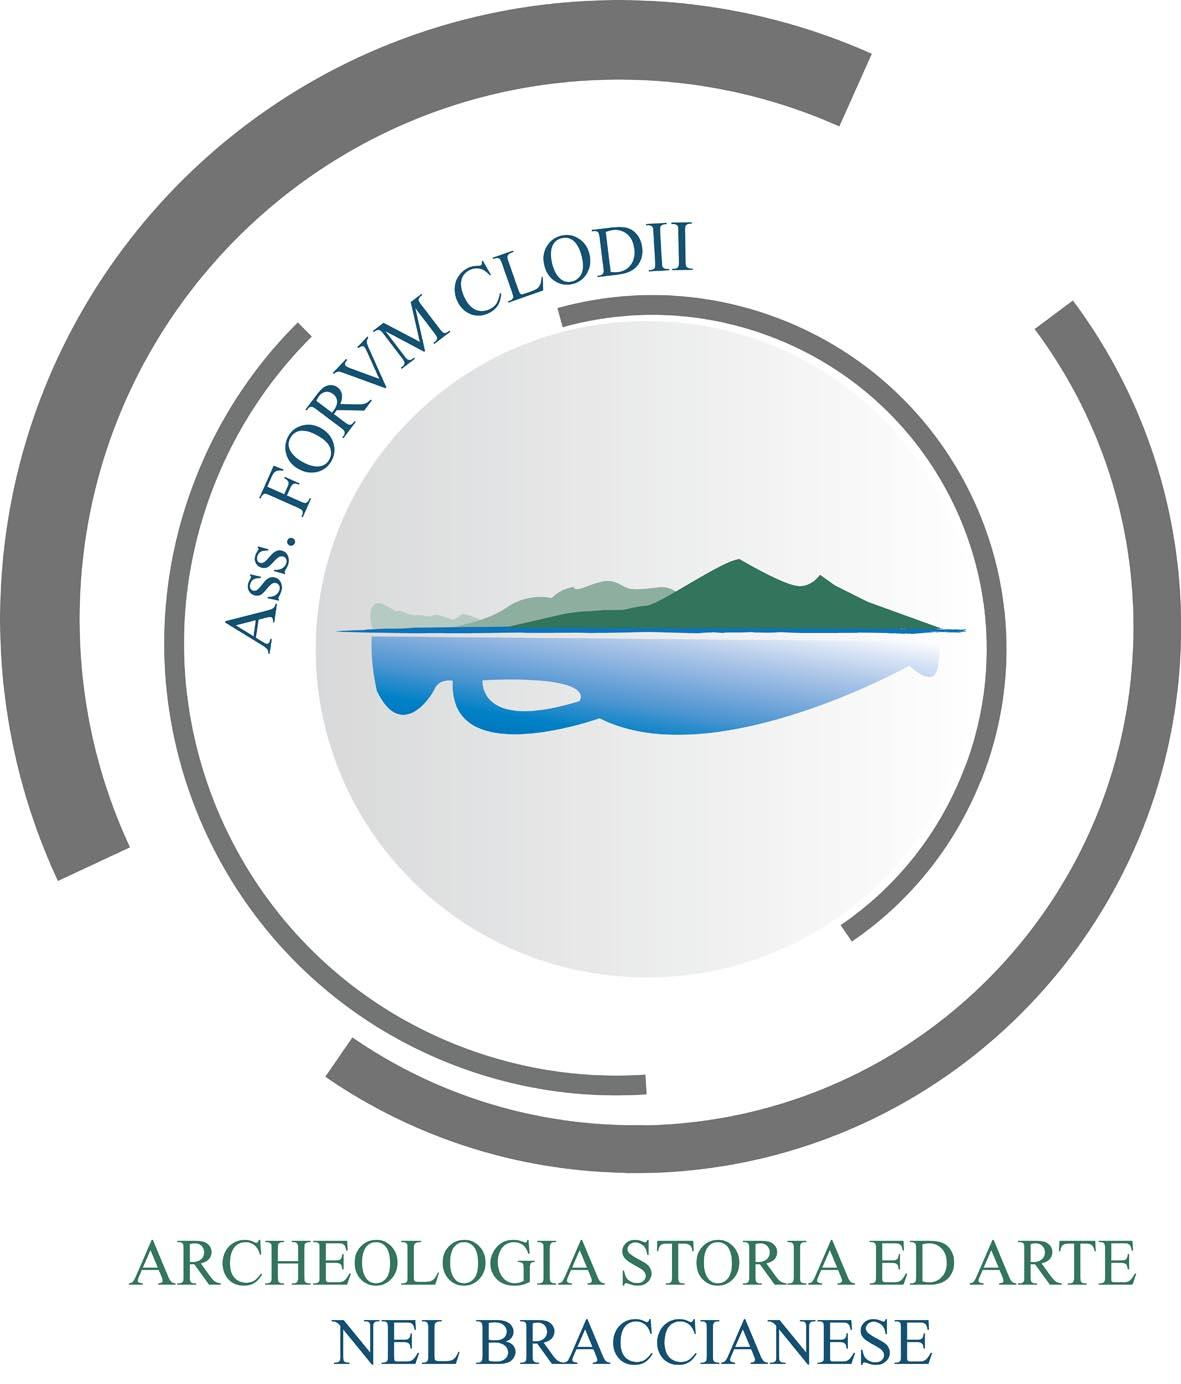 Ass. FORVM CLODII
ARCHEOLOGIA STORIA ED ARTE
NEL BRACCIANESE